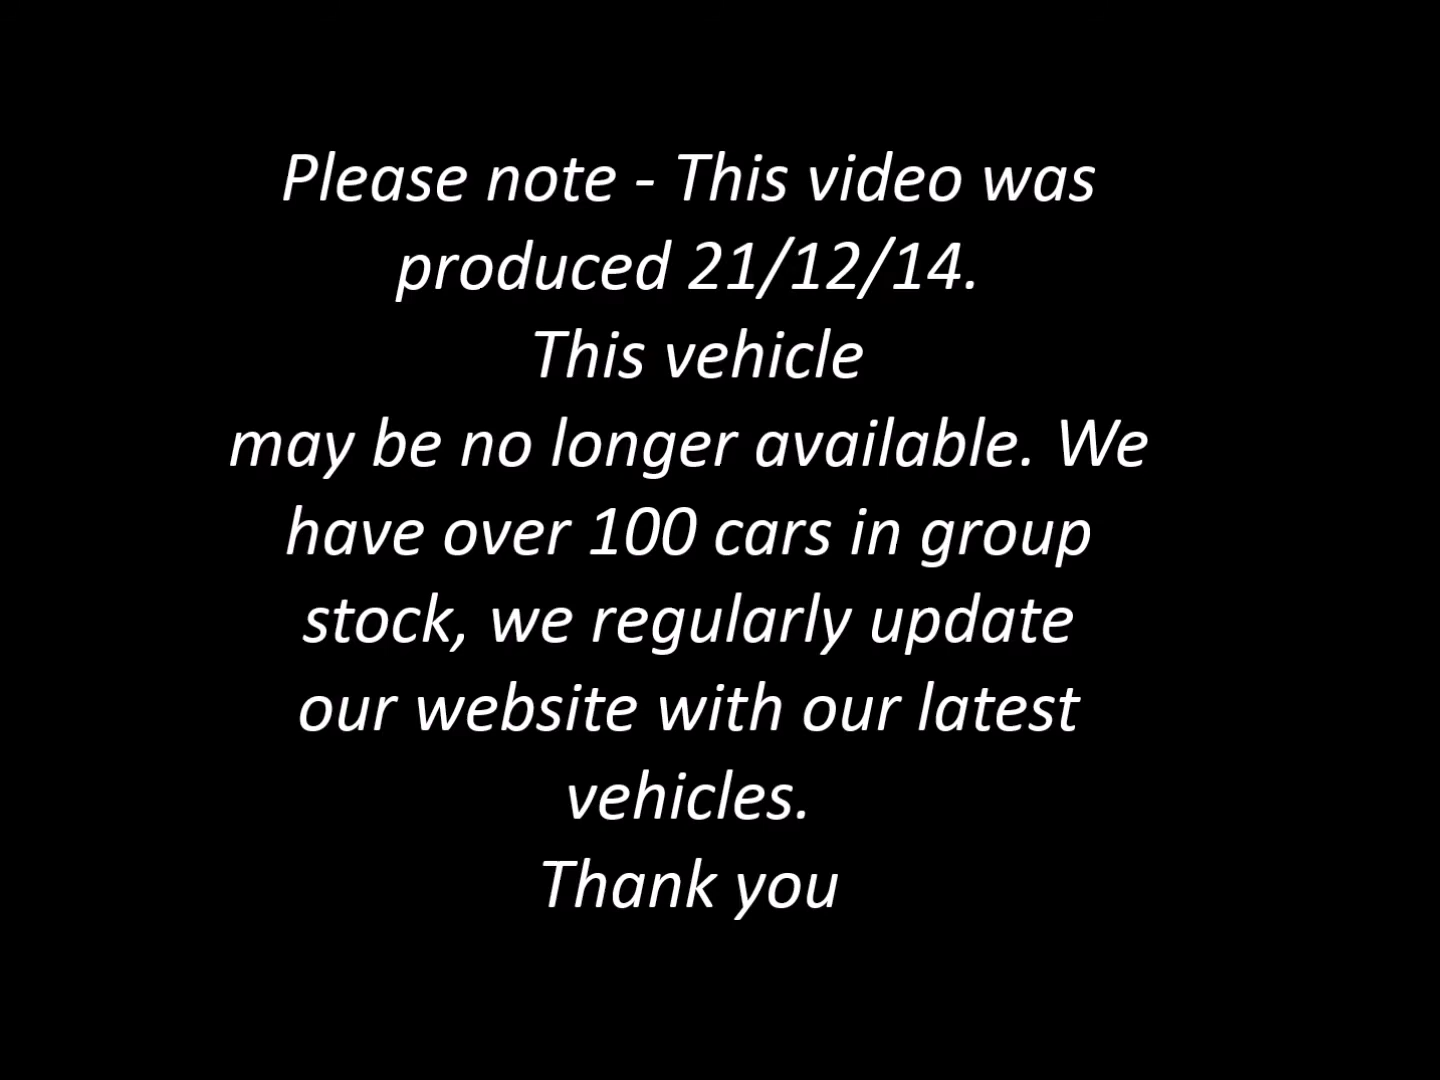 Please note - This video was
produced 21/12/14.
This vehicle
may be no longer available. We
have over 100 cars in group
stock, we regularly update
our website with our latest
vehicles.
Thank you